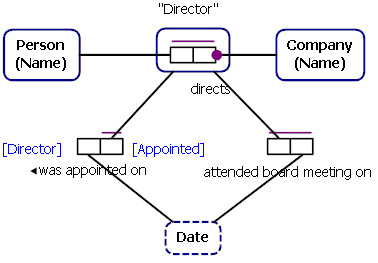 "Director"
Person
(Name)
Company
(Name)
directs
[Director]
[Appointed]
◄was appointed on
attended board meeting on
Date